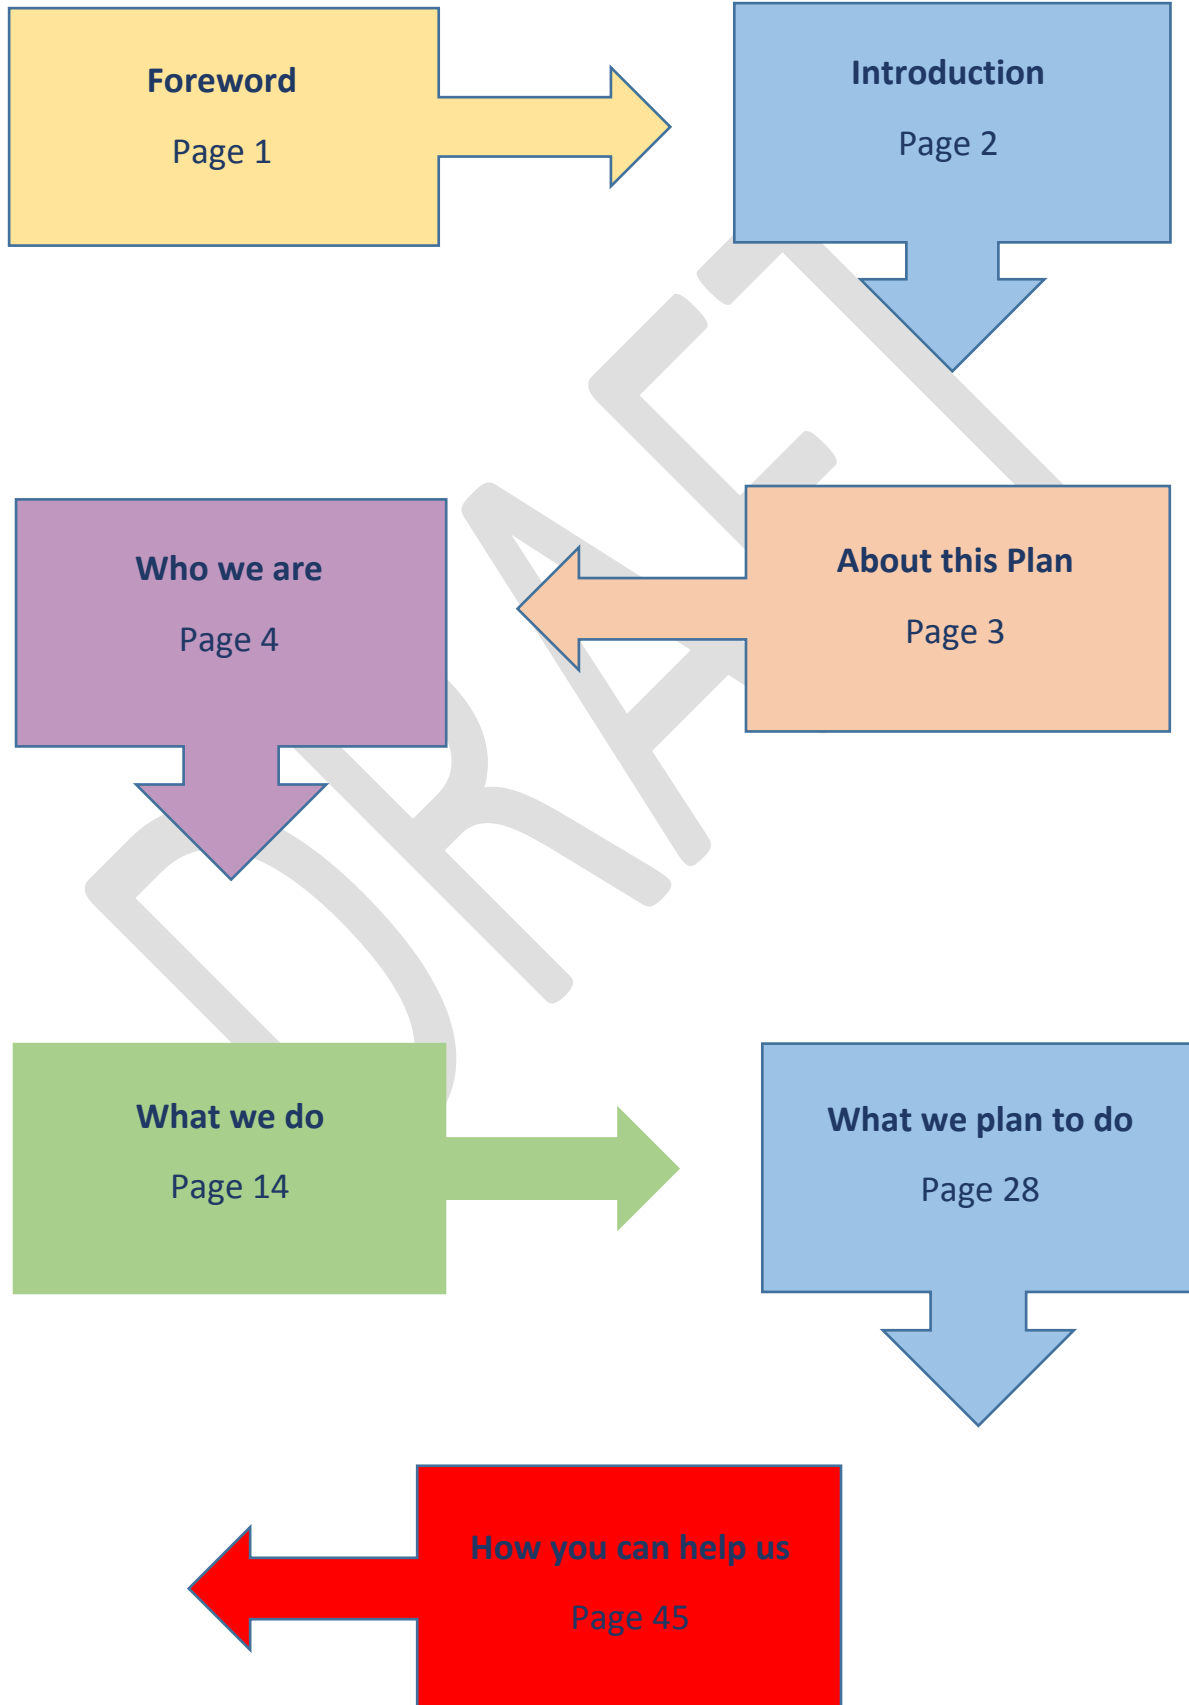 Foreword
Page 1
Introduction
Page 2
About this Plan
Page 3
Who we are
Page 4
What we do
Page 14
What we plan to do
Page 28
How you can help us
Page 45
DRAFT